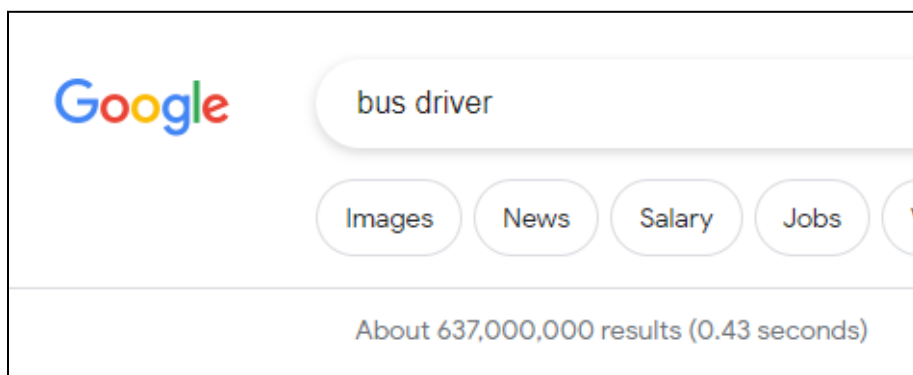 Google
bus driver
Images News Salary Jobs
About 637,000,000 results (0.43 seconds)